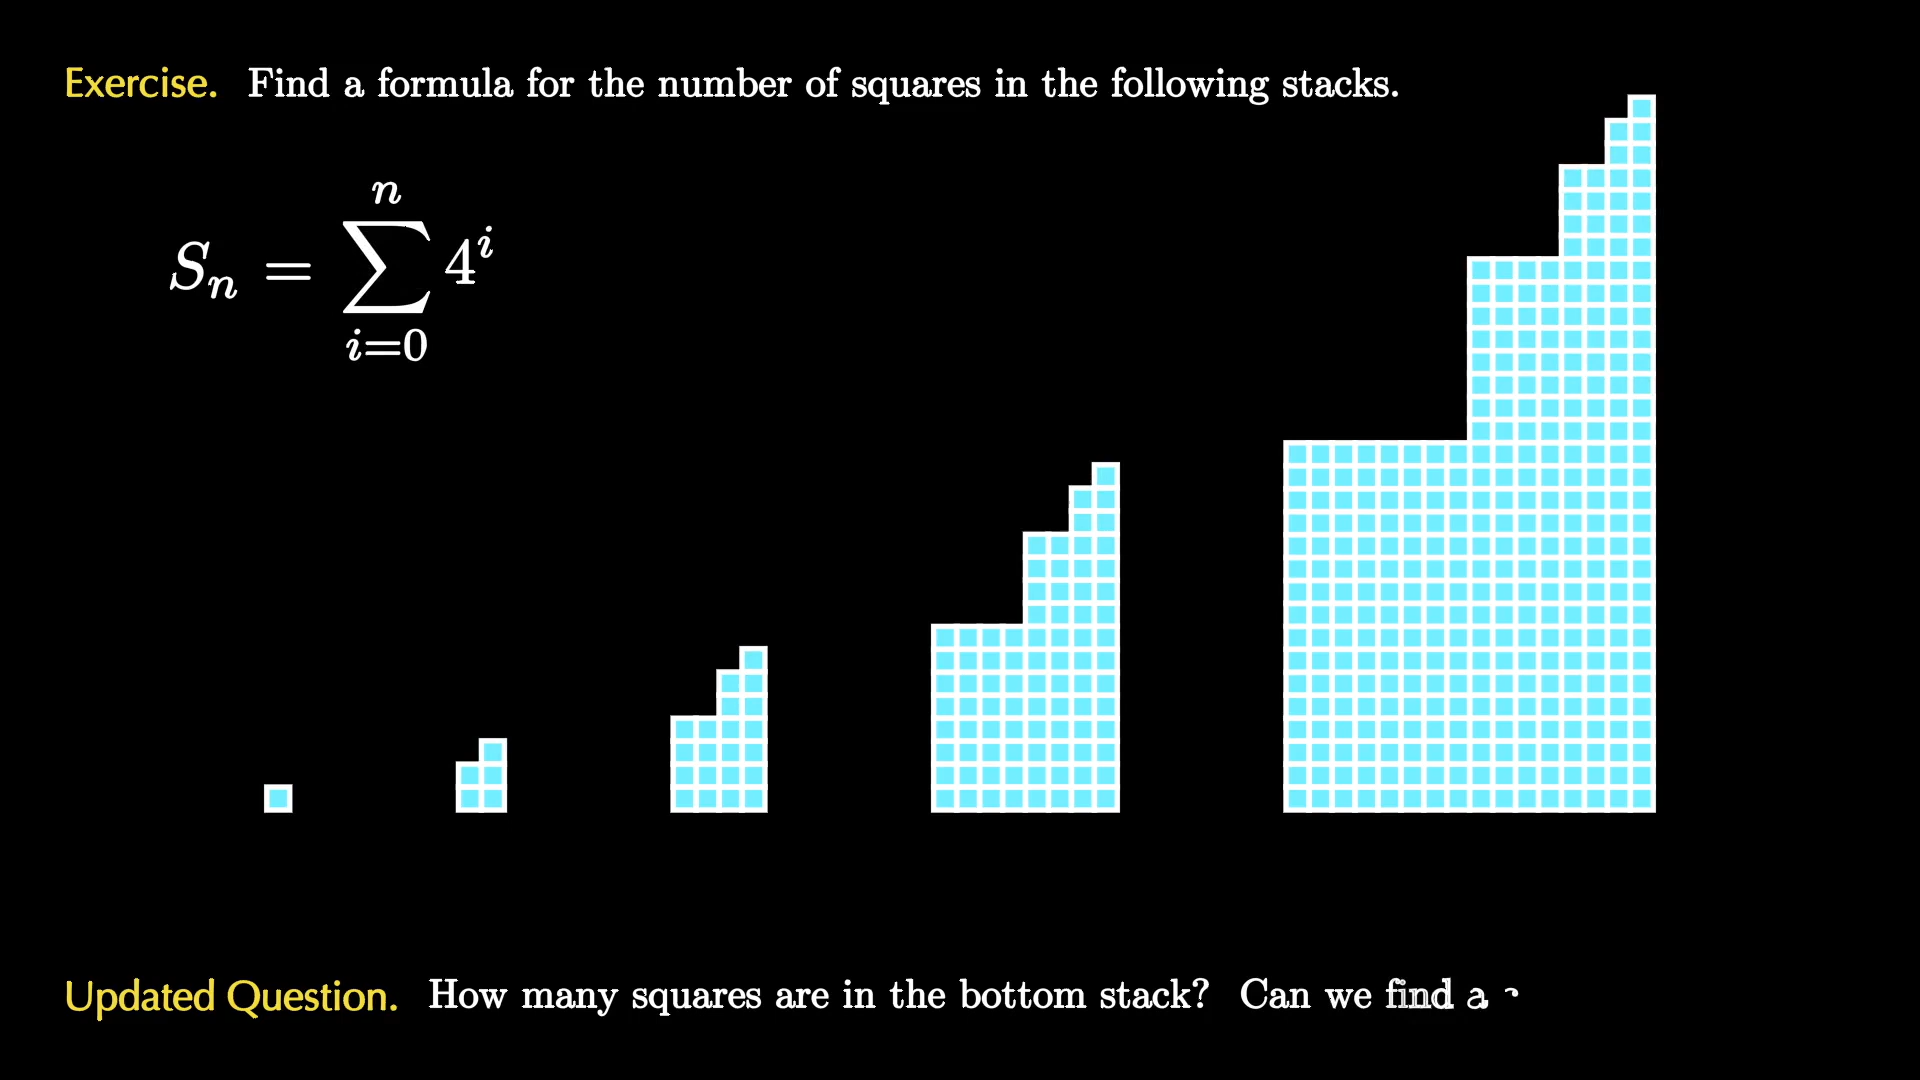 Exercise. Find a formula for the number of squares in the following stacks.
S_n = \sum_{i=0}^{n} 4^i
Updated Question. How many squares are in the bottom stack? Can we find a